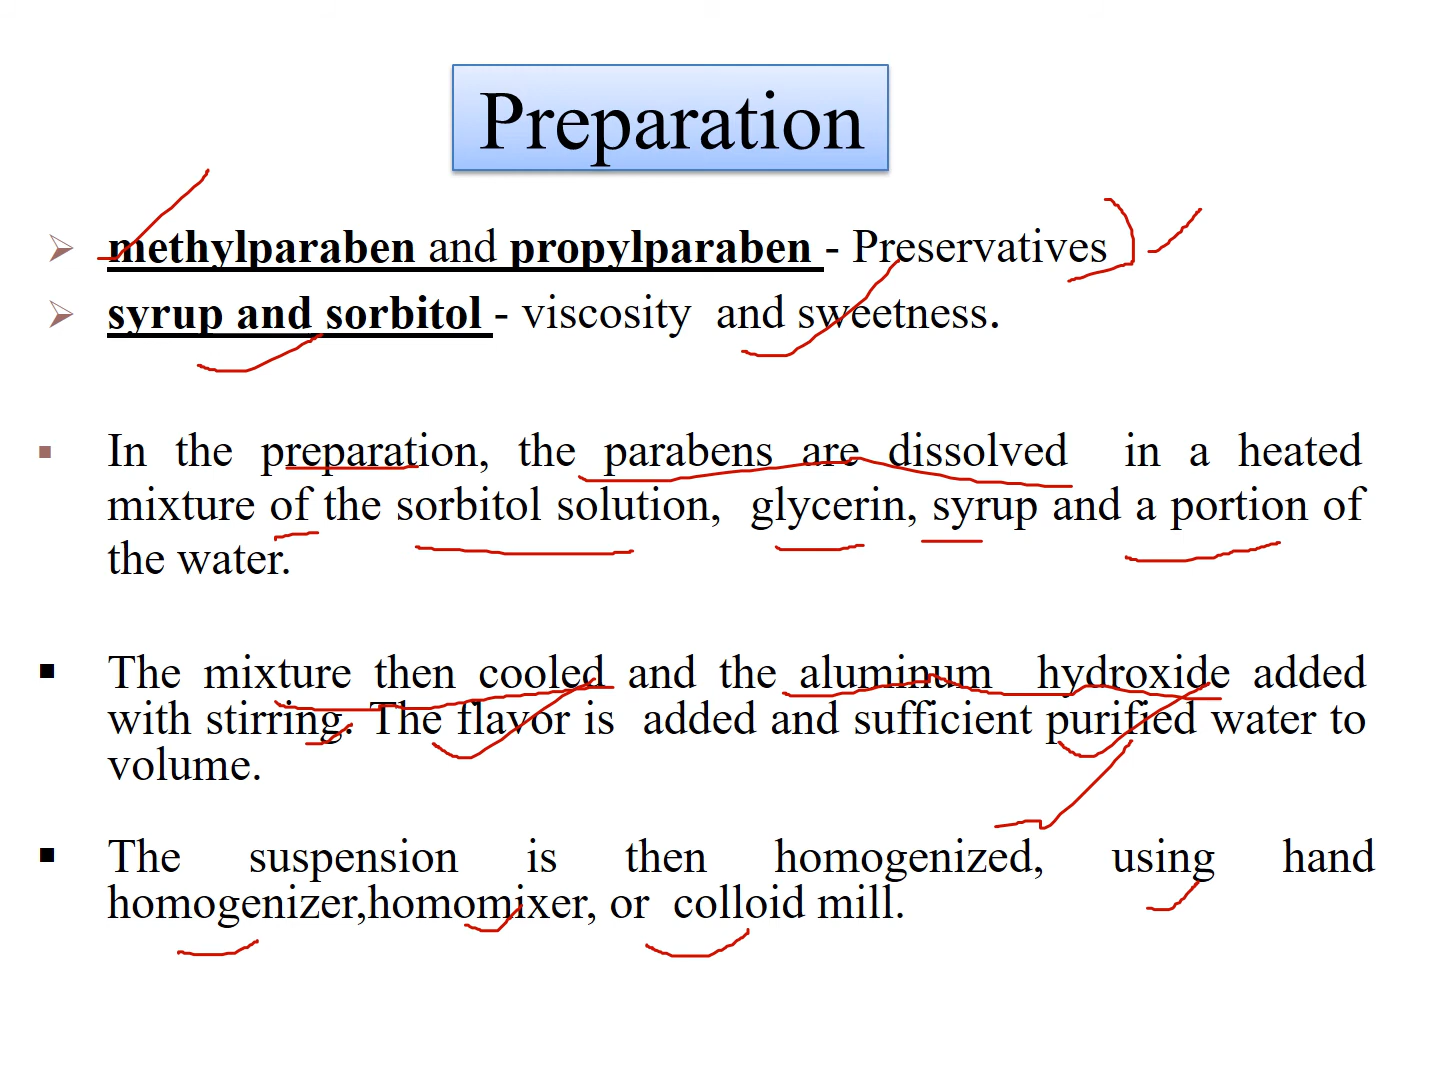 Preparation
methylparaben and propylparaben - Preservatives
syrup and sorbitol - viscosity and sweetness.
In the preparation, the parabens are dissolved in a heated
mixture of the sorbitol solution, glycerin, syrup and a portion of
the water.
The mixture then cooled and the aluminum hydroxide added
with stirring. The flavor is added and sufficient purified water to
volume.
The suspension is then homogenized, using hand
homogenizer,homomixer, or colloid mill.